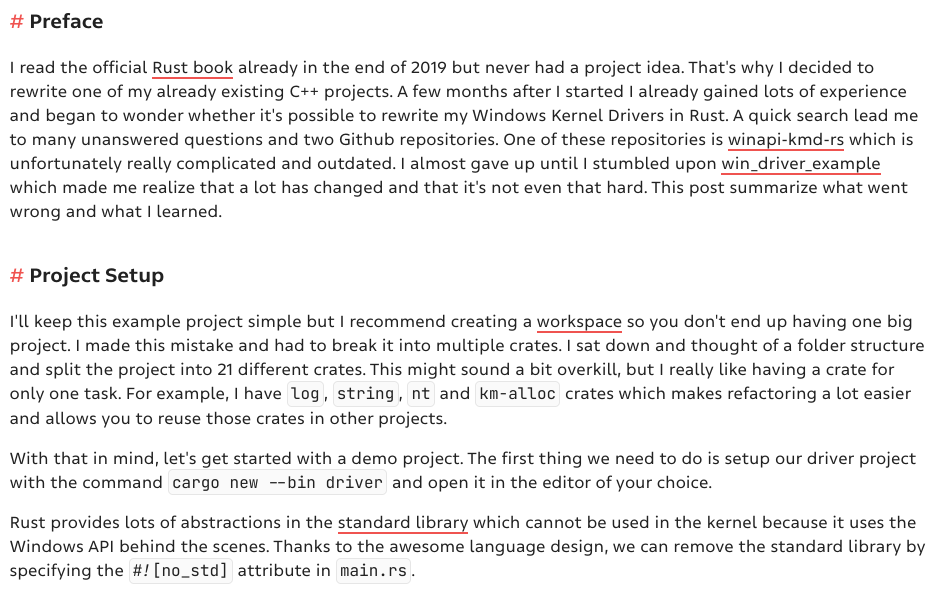 # Preface
I read the official Rust book already in the end of 2019 but never had a project idea. That's why I decided to
rewrite one of my already existing C++ projects. A few months after I started I already gained lots of experience
and began to wonder whether it's possible to rewrite my Windows Kernel Drivers in Rust. A quick search lead me
to many unanswered questions and two Github repositories. One of these repositories is winapi-kmd-rs which is
unfortunately really complicated and outdated. I almost gave up until I stumbled upon win_driver_example
which made me realize that a lot has changed and that it's not even that hard. This post summarize what went
wrong and what I learned.
# Project Setup
I'll keep this example project simple but I recommend creating a workspace so you don't end up having one big
project. I made this mistake and had to break it into multiple crates. I sat down and thought of a folder structure
and split the project into 21 different crates. This might sound a bit overkill, but I really like having a crate for
only one task. For example, I have log, string, nt and km-alloc crates which makes refactoring a lot easier
and allows you to reuse those crates in other projects.
With that in mind, let's get started with a demo project. The first thing we need to do is setup our driver project
with the command cargo new --bin driver and open it in the editor of your choice.
Rust provides lots of abstractions in the standard library which cannot be used in the kernel because it uses the
Windows API behind the scenes. Thanks to the awesome language design, we can remove the standard library by
specifying the #![no_std] attribute in main.rs.